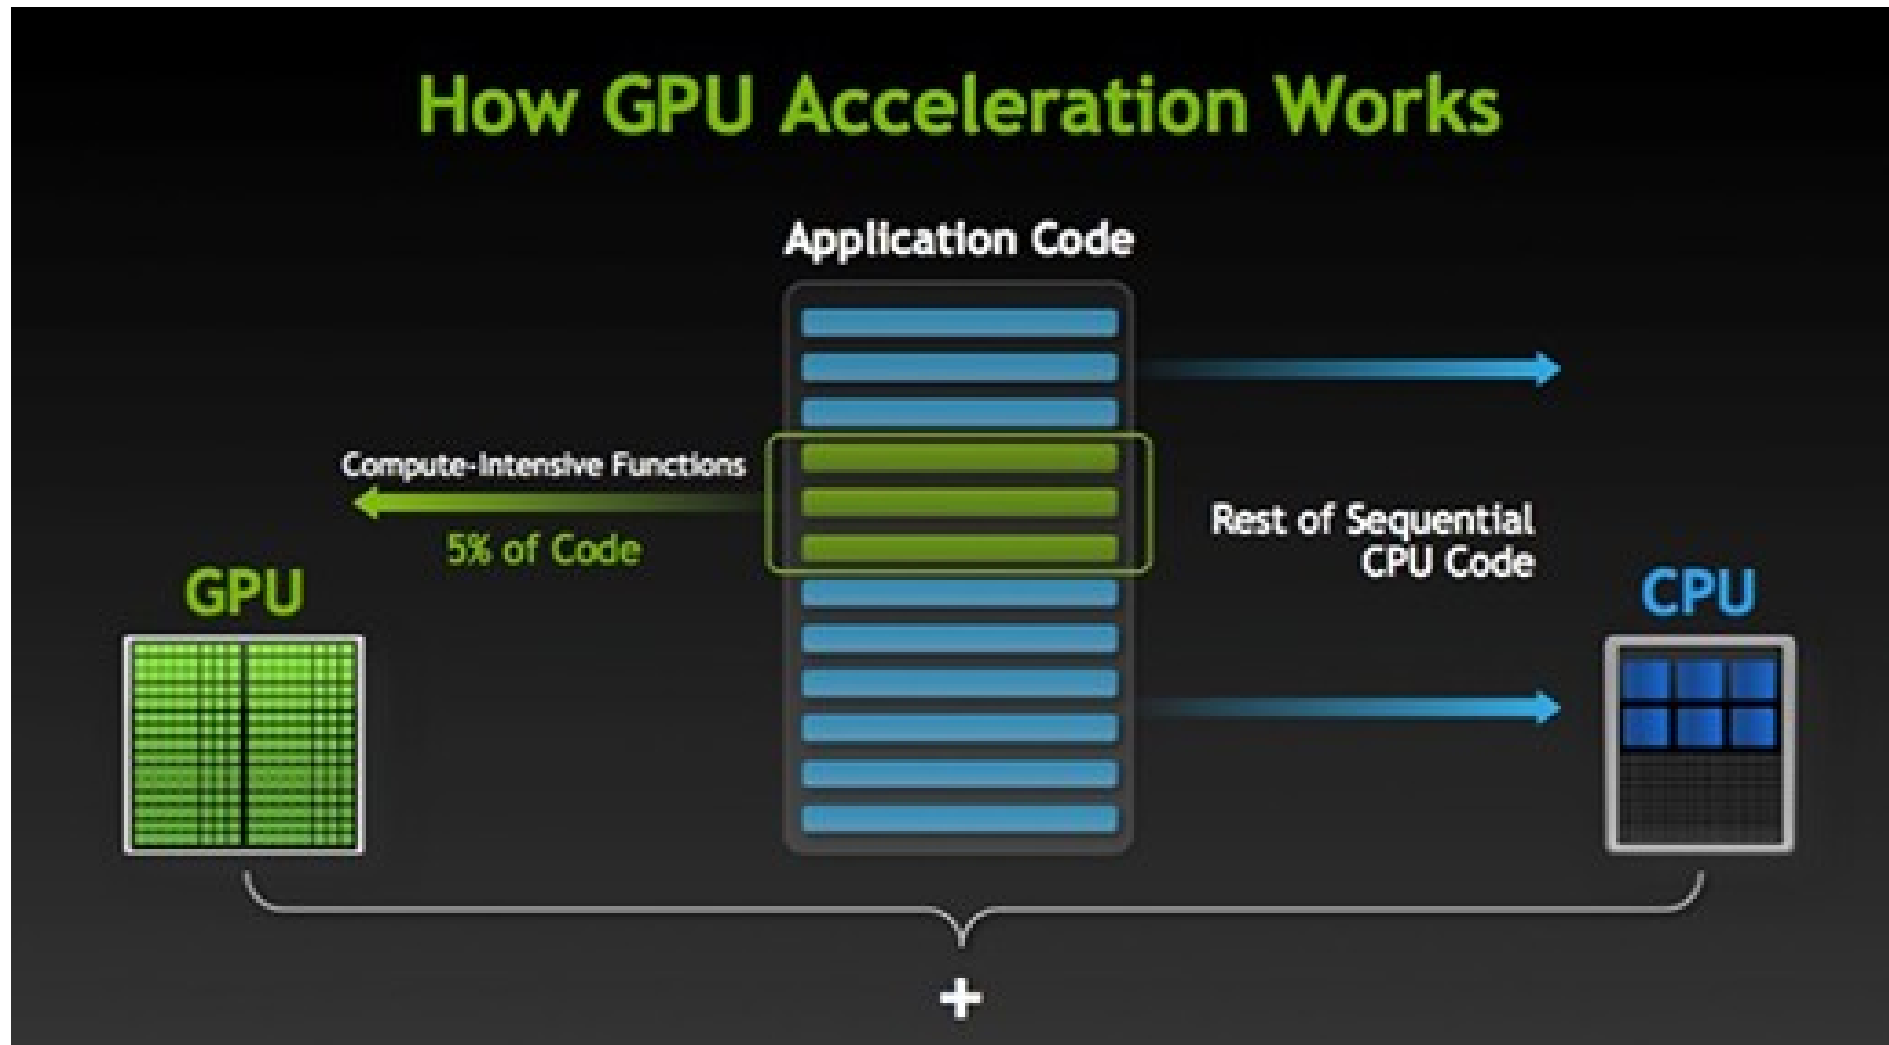 How GPU Acceleration Works
Application Code
Compute-Intensive Functions
5% of Code
Rest of Sequential
CPU Code
GPU
CPU
+